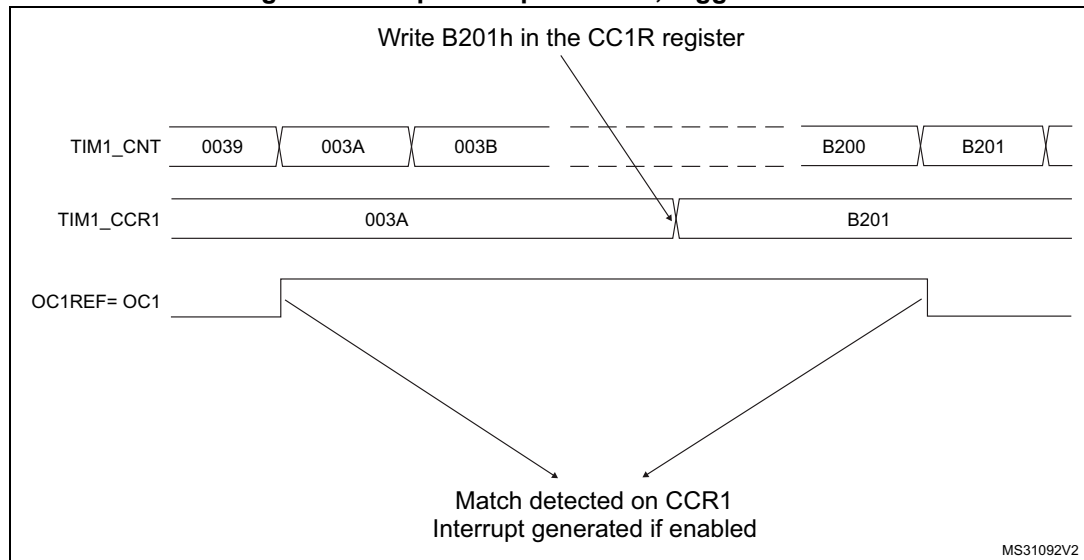 Write B201h in the CC1R register
TIM1_CNT 0039 003A 003B B200 B201
TIM1_CCR1 003A B201
OC1REF= OC1
Match detected on CCR1
Interrupt generated if enabled
MS31092V2